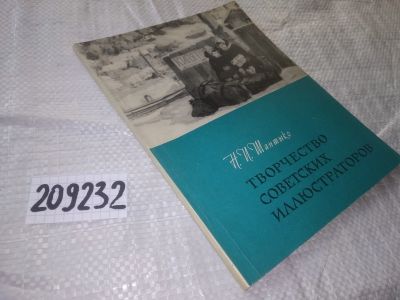 209232
Н.И.Шантыко
ТВОРЧЕСТВО
СОВЕТСКИХ
ИЛЛЮСТРАТОРОВ